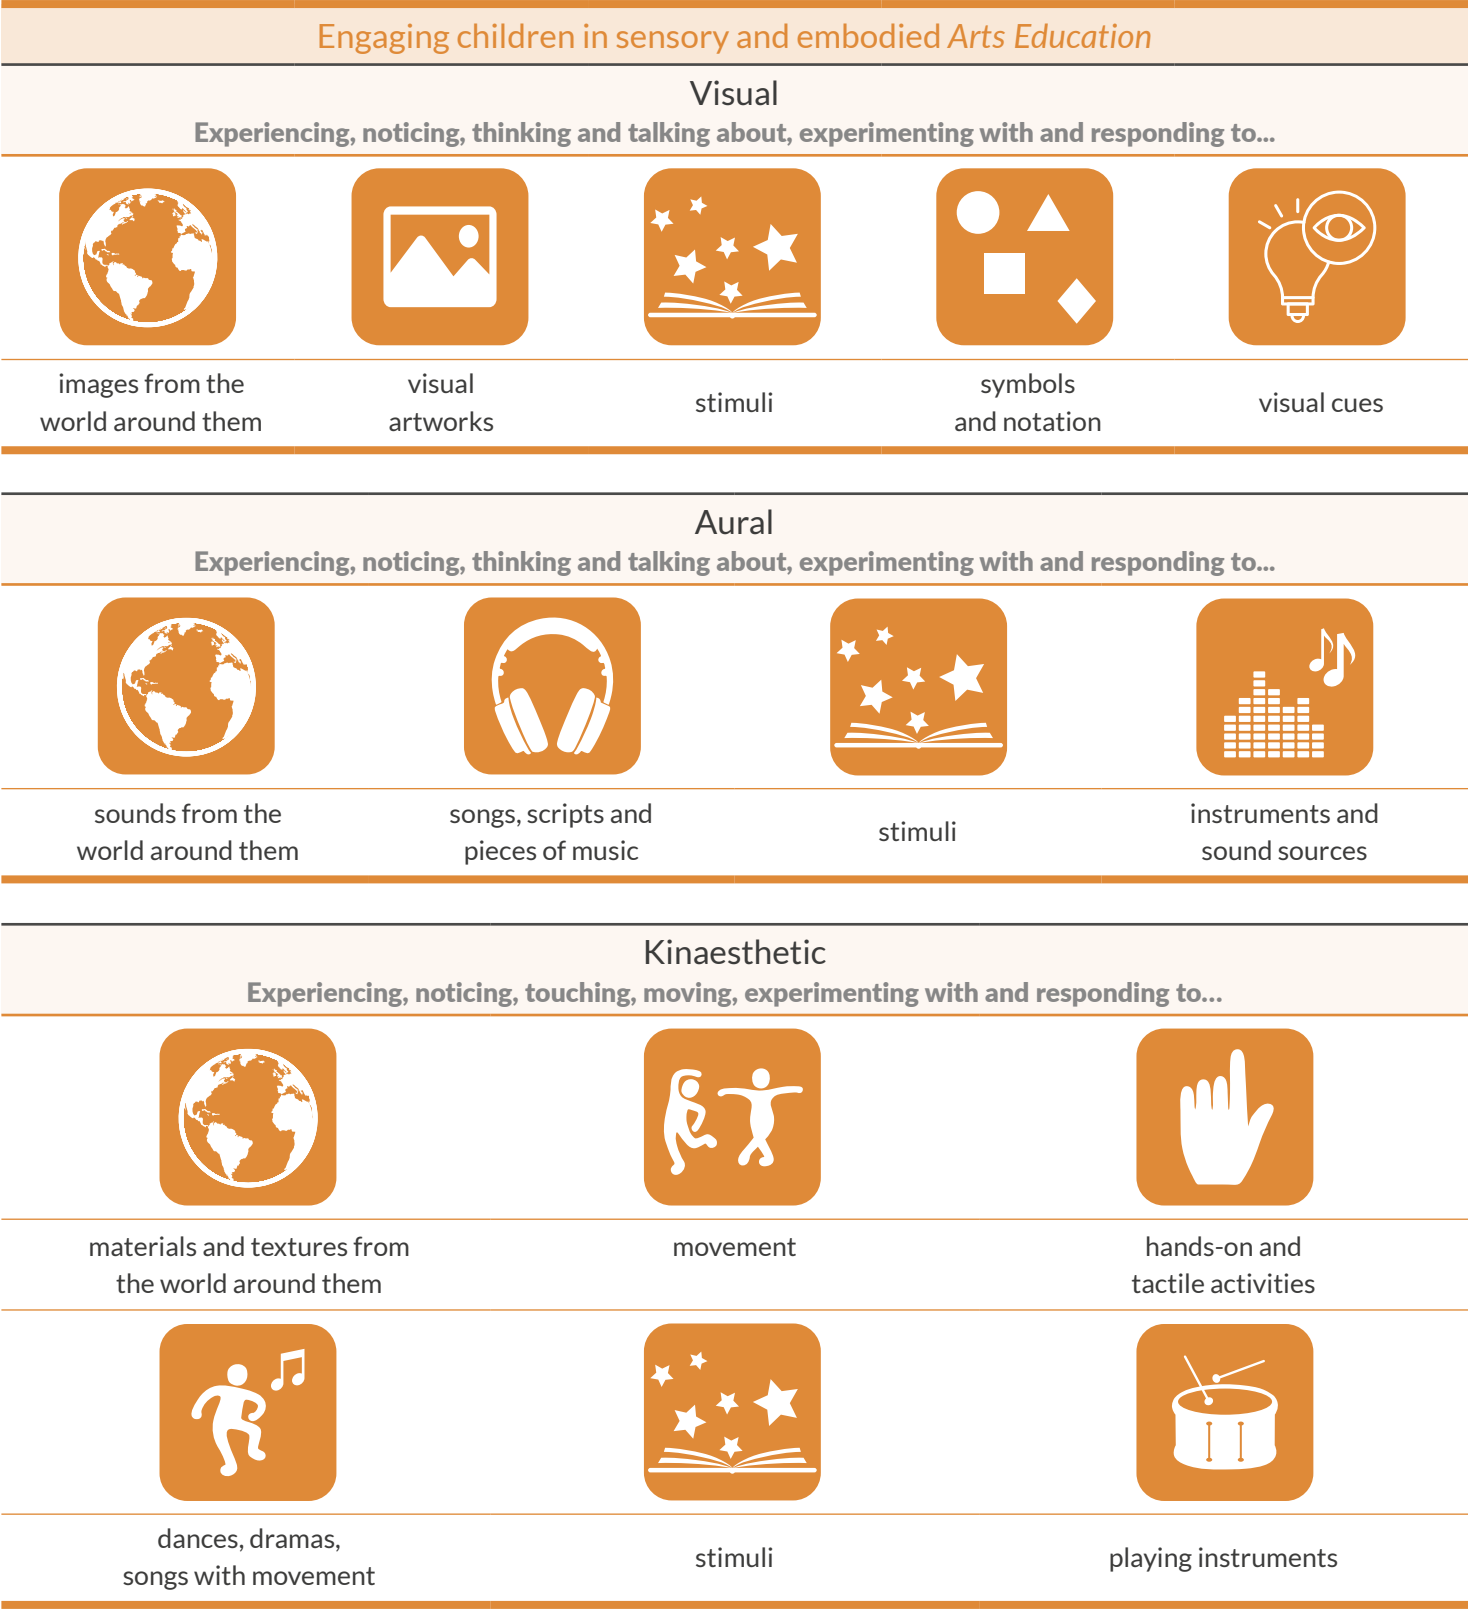 Engaging children in sensory and embodied Arts Education
Visual
Experiencing, noticing, thinking and talking about, experimenting with and responding to...
images from the
world around them
visual
artworks
stimuli
symbols
and notation
visual cues
Aural
Experiencing, noticing, thinking and talking about, experimenting with and responding to...
sounds from the
world around them
songs, scripts and
pieces of music
stimuli
instruments and
sound sources
Kinaesthetic
Experiencing, noticing, touching, moving, experimenting with and responding to...
materials and textures from
the world around them
movement
hands-on and
tactile activities
dances, dramas,
songs with movement
stimuli
playing instruments